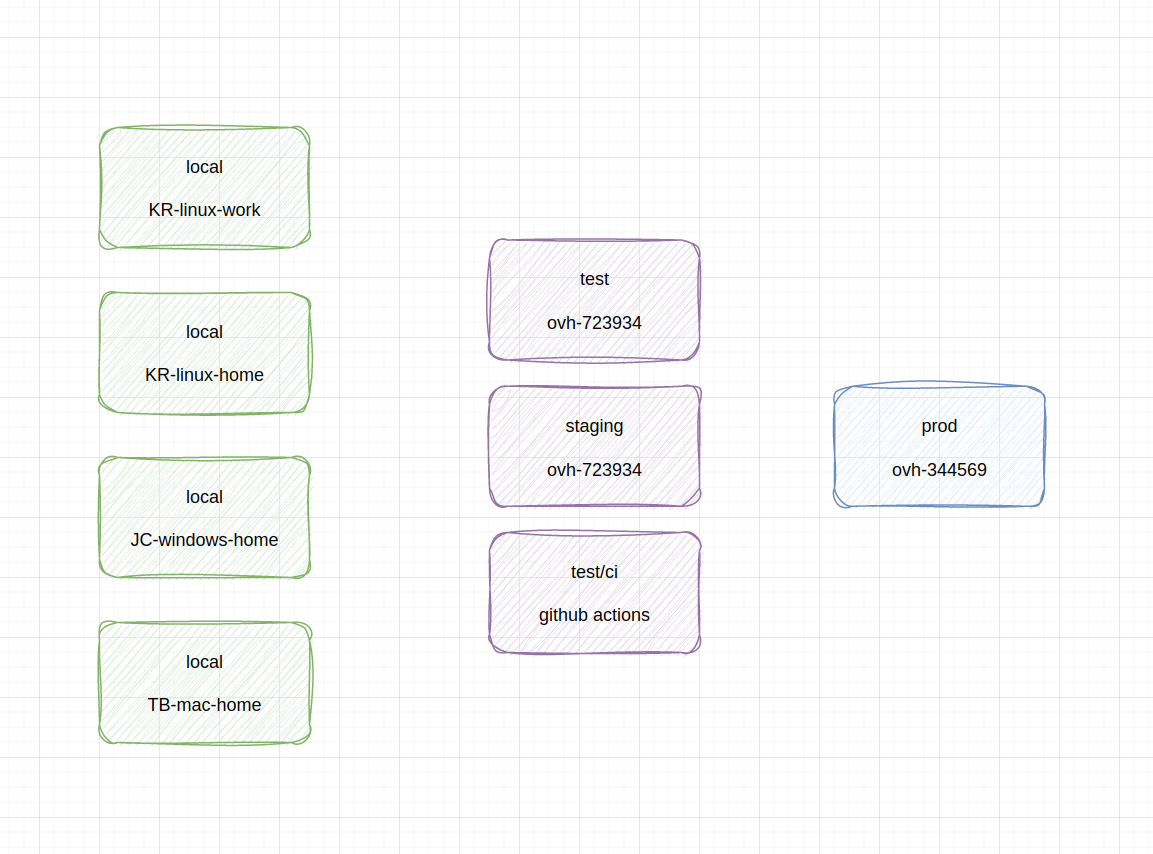 local
KR-linux-work
local
KR-linux-home
local
JC-windows-home
local
TB-mac-home
test
ovh-723934
staging
ovh-723934
test/ci
github actions
prod
ovh-344569